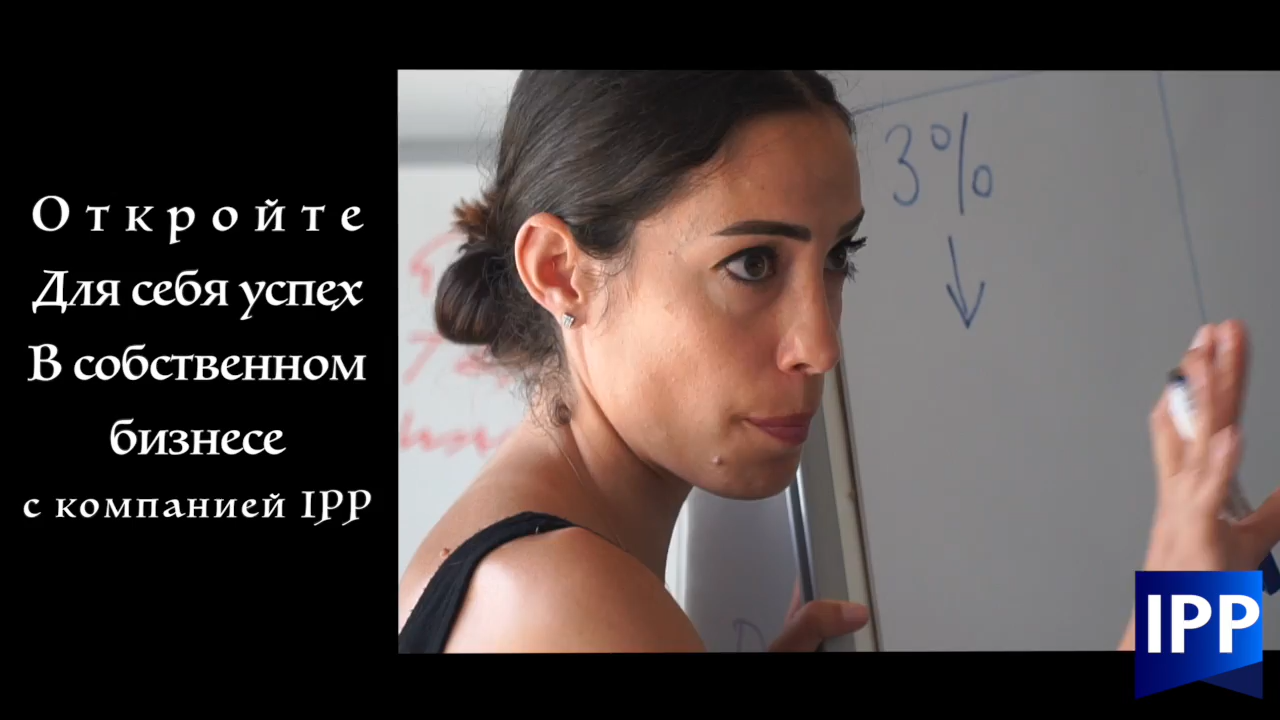 Откройте
Для себя успех
В собственном
бизнесе
с компанией IPP
3%
IPP